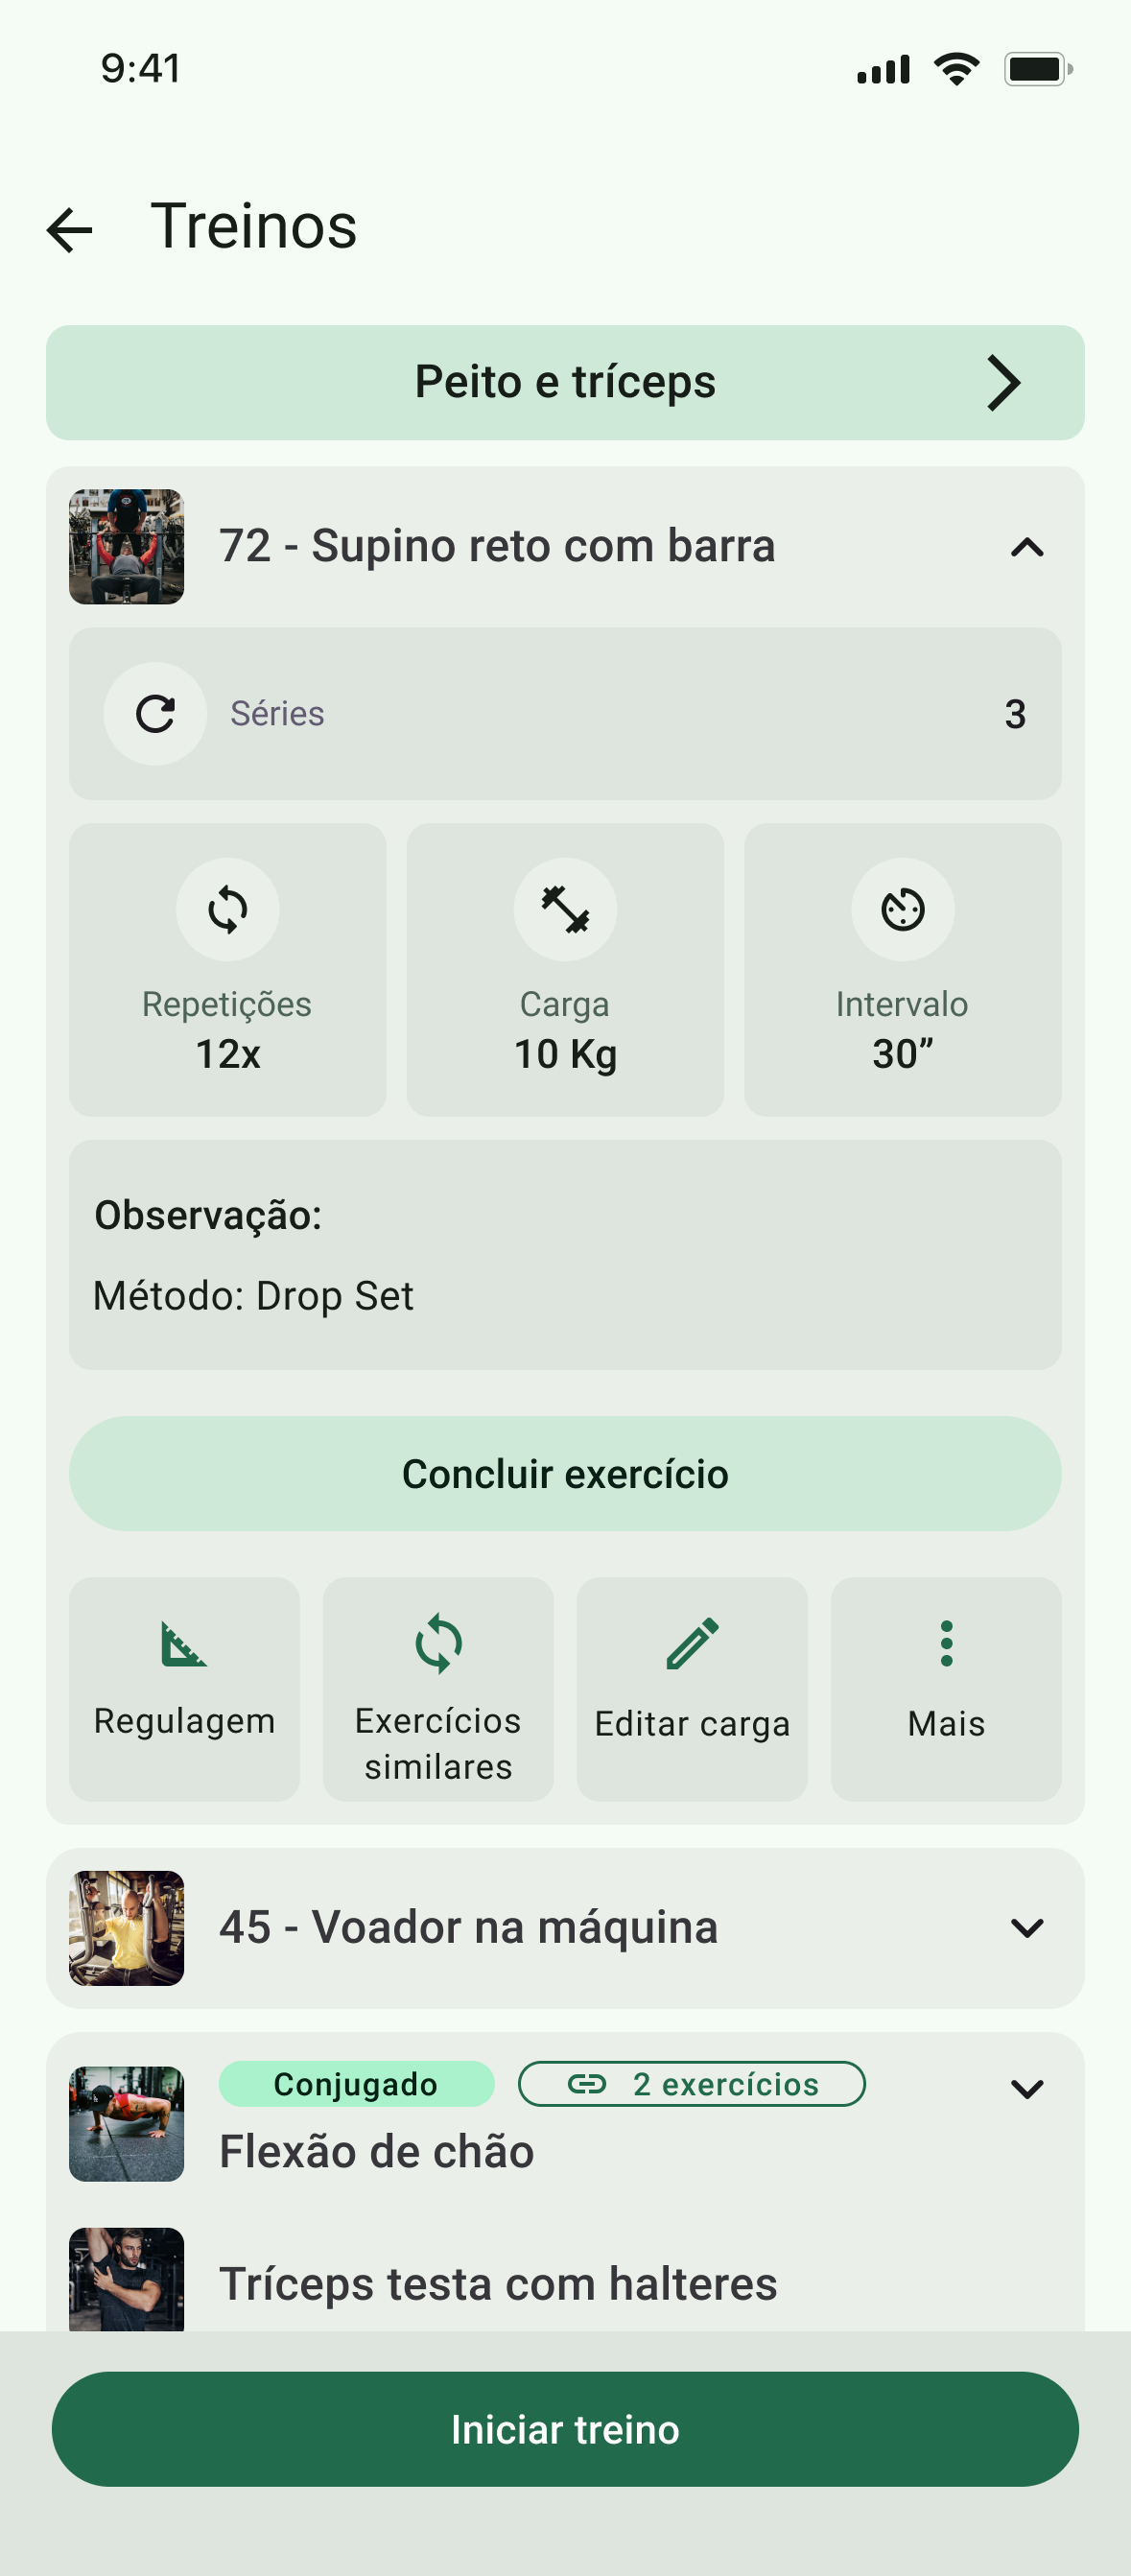 9:41
Treinos
Peito e tríceps
72 - Supino reto com barra
Séries
3
Repetições
12x
Carga
10 Kg
Intervalo
30”
Observação:
Método: Drop Set
Concluir exercício
Regulagem
Exercícios
similares
Editar carga
Mais
45 - Voador na máquina
Conjugado
2 exercícios
Flexão de chão
Tríceps testa com halteres
Iniciar treino